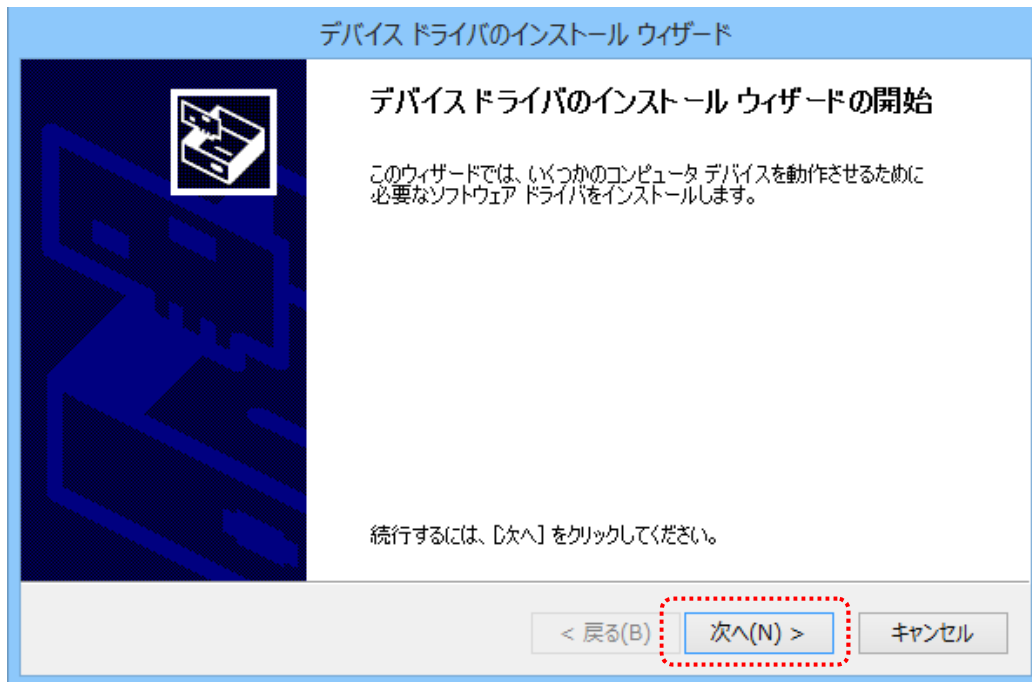 デバイス ドライバのインストール ウィザード
デバイス ドライバのインストール ウィザードの開始
このウィザードでは、いくつかのコンピュータ デバイスを動作させるために
必要なソフトウェア ドライバをインストールします。
続行するには、[次へ] をクリックしてください。
< 戻る(B) 次へ(N) > キャンセル